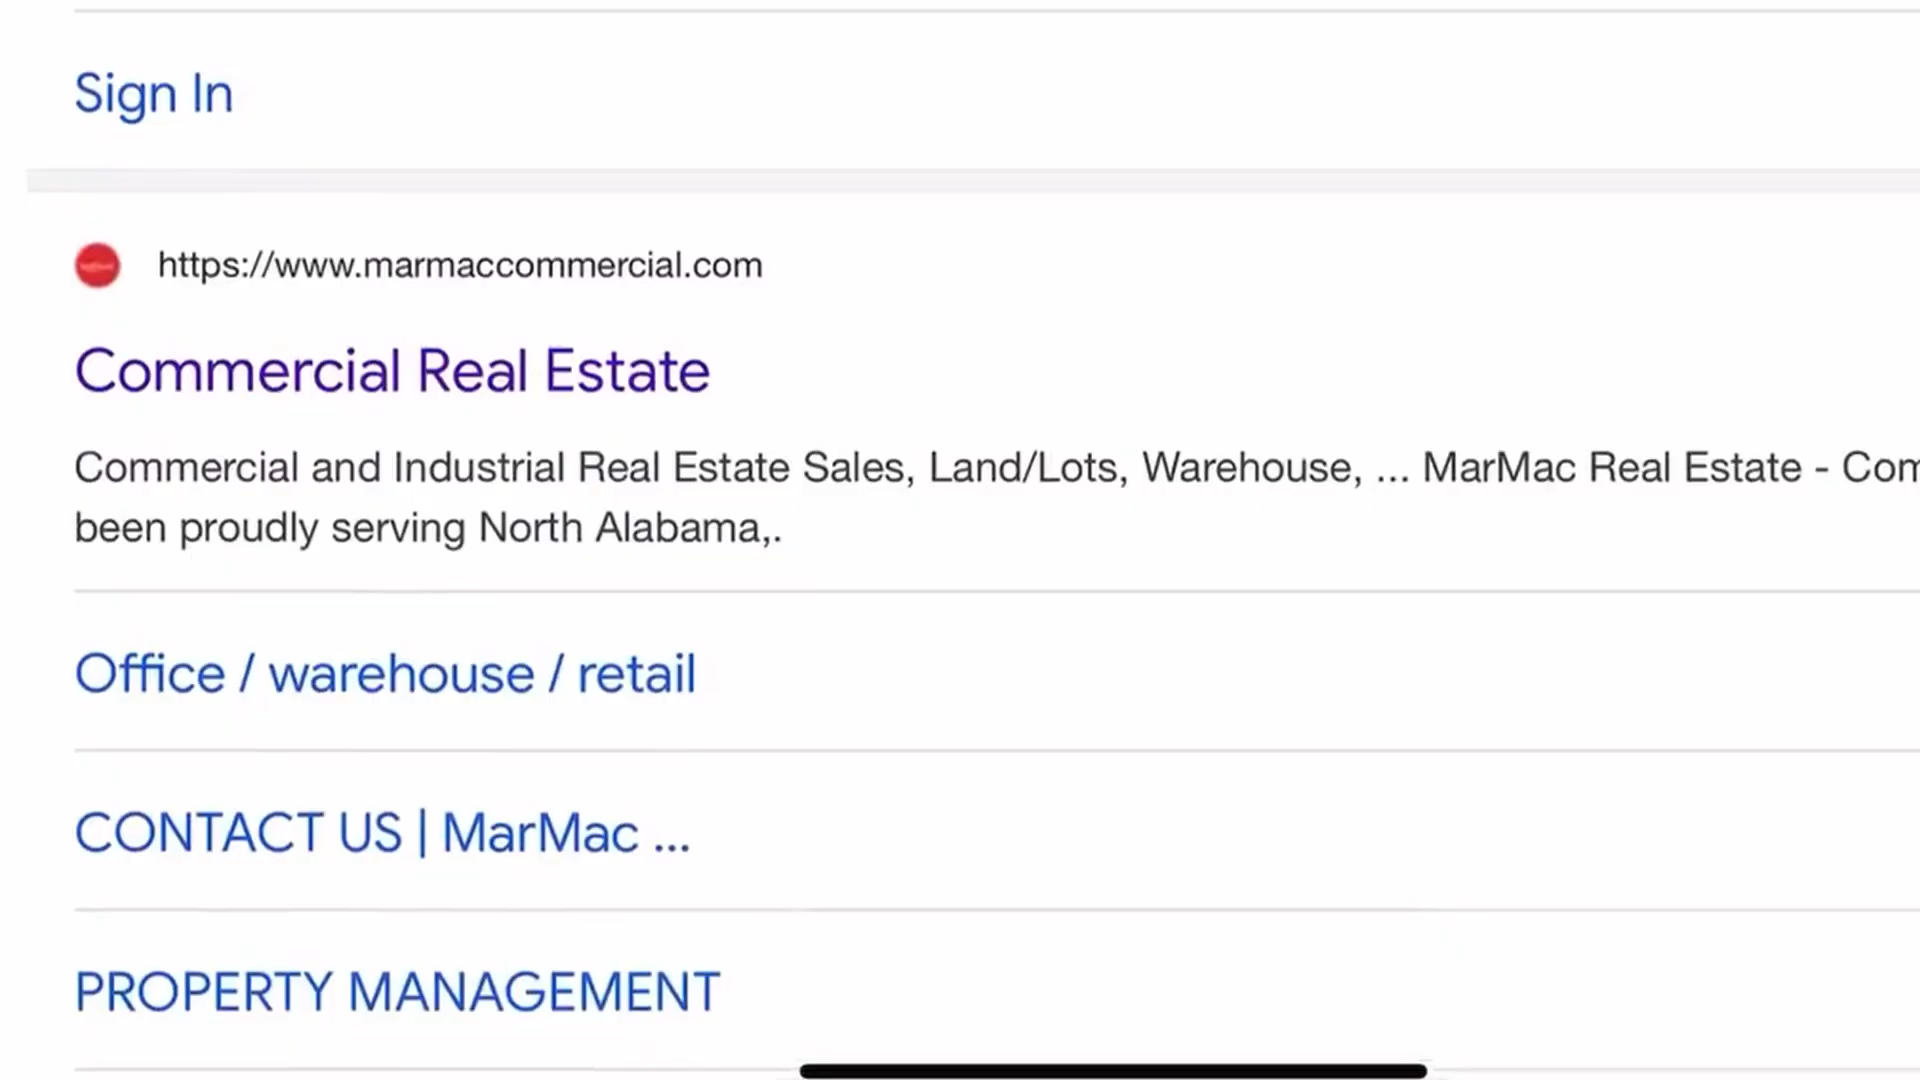 Sign In
https://www.marmaccommercial.com
Commercial Real Estate
Commercial and Industrial Real Estate Sales, Land/Lots, Warehouse, ... MarMac Real Estate - Com
been proudly serving North Alabama,.
Office / warehouse / retail
CONTACT US | MarMac ...
PROPERTY MANAGEMENT